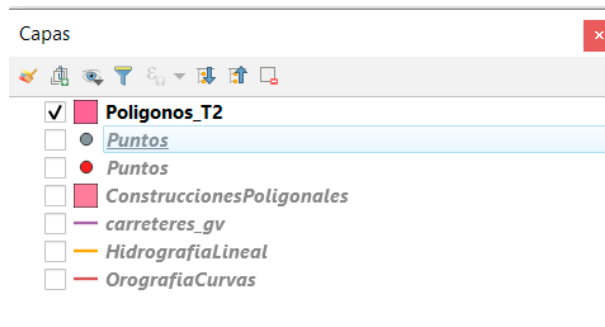 Capas
Poligonos_T2
Puntos
Puntos
ConstruccionesPoligonales
carreteres_gv
HidrografiaLineal
OrografiaCurvas